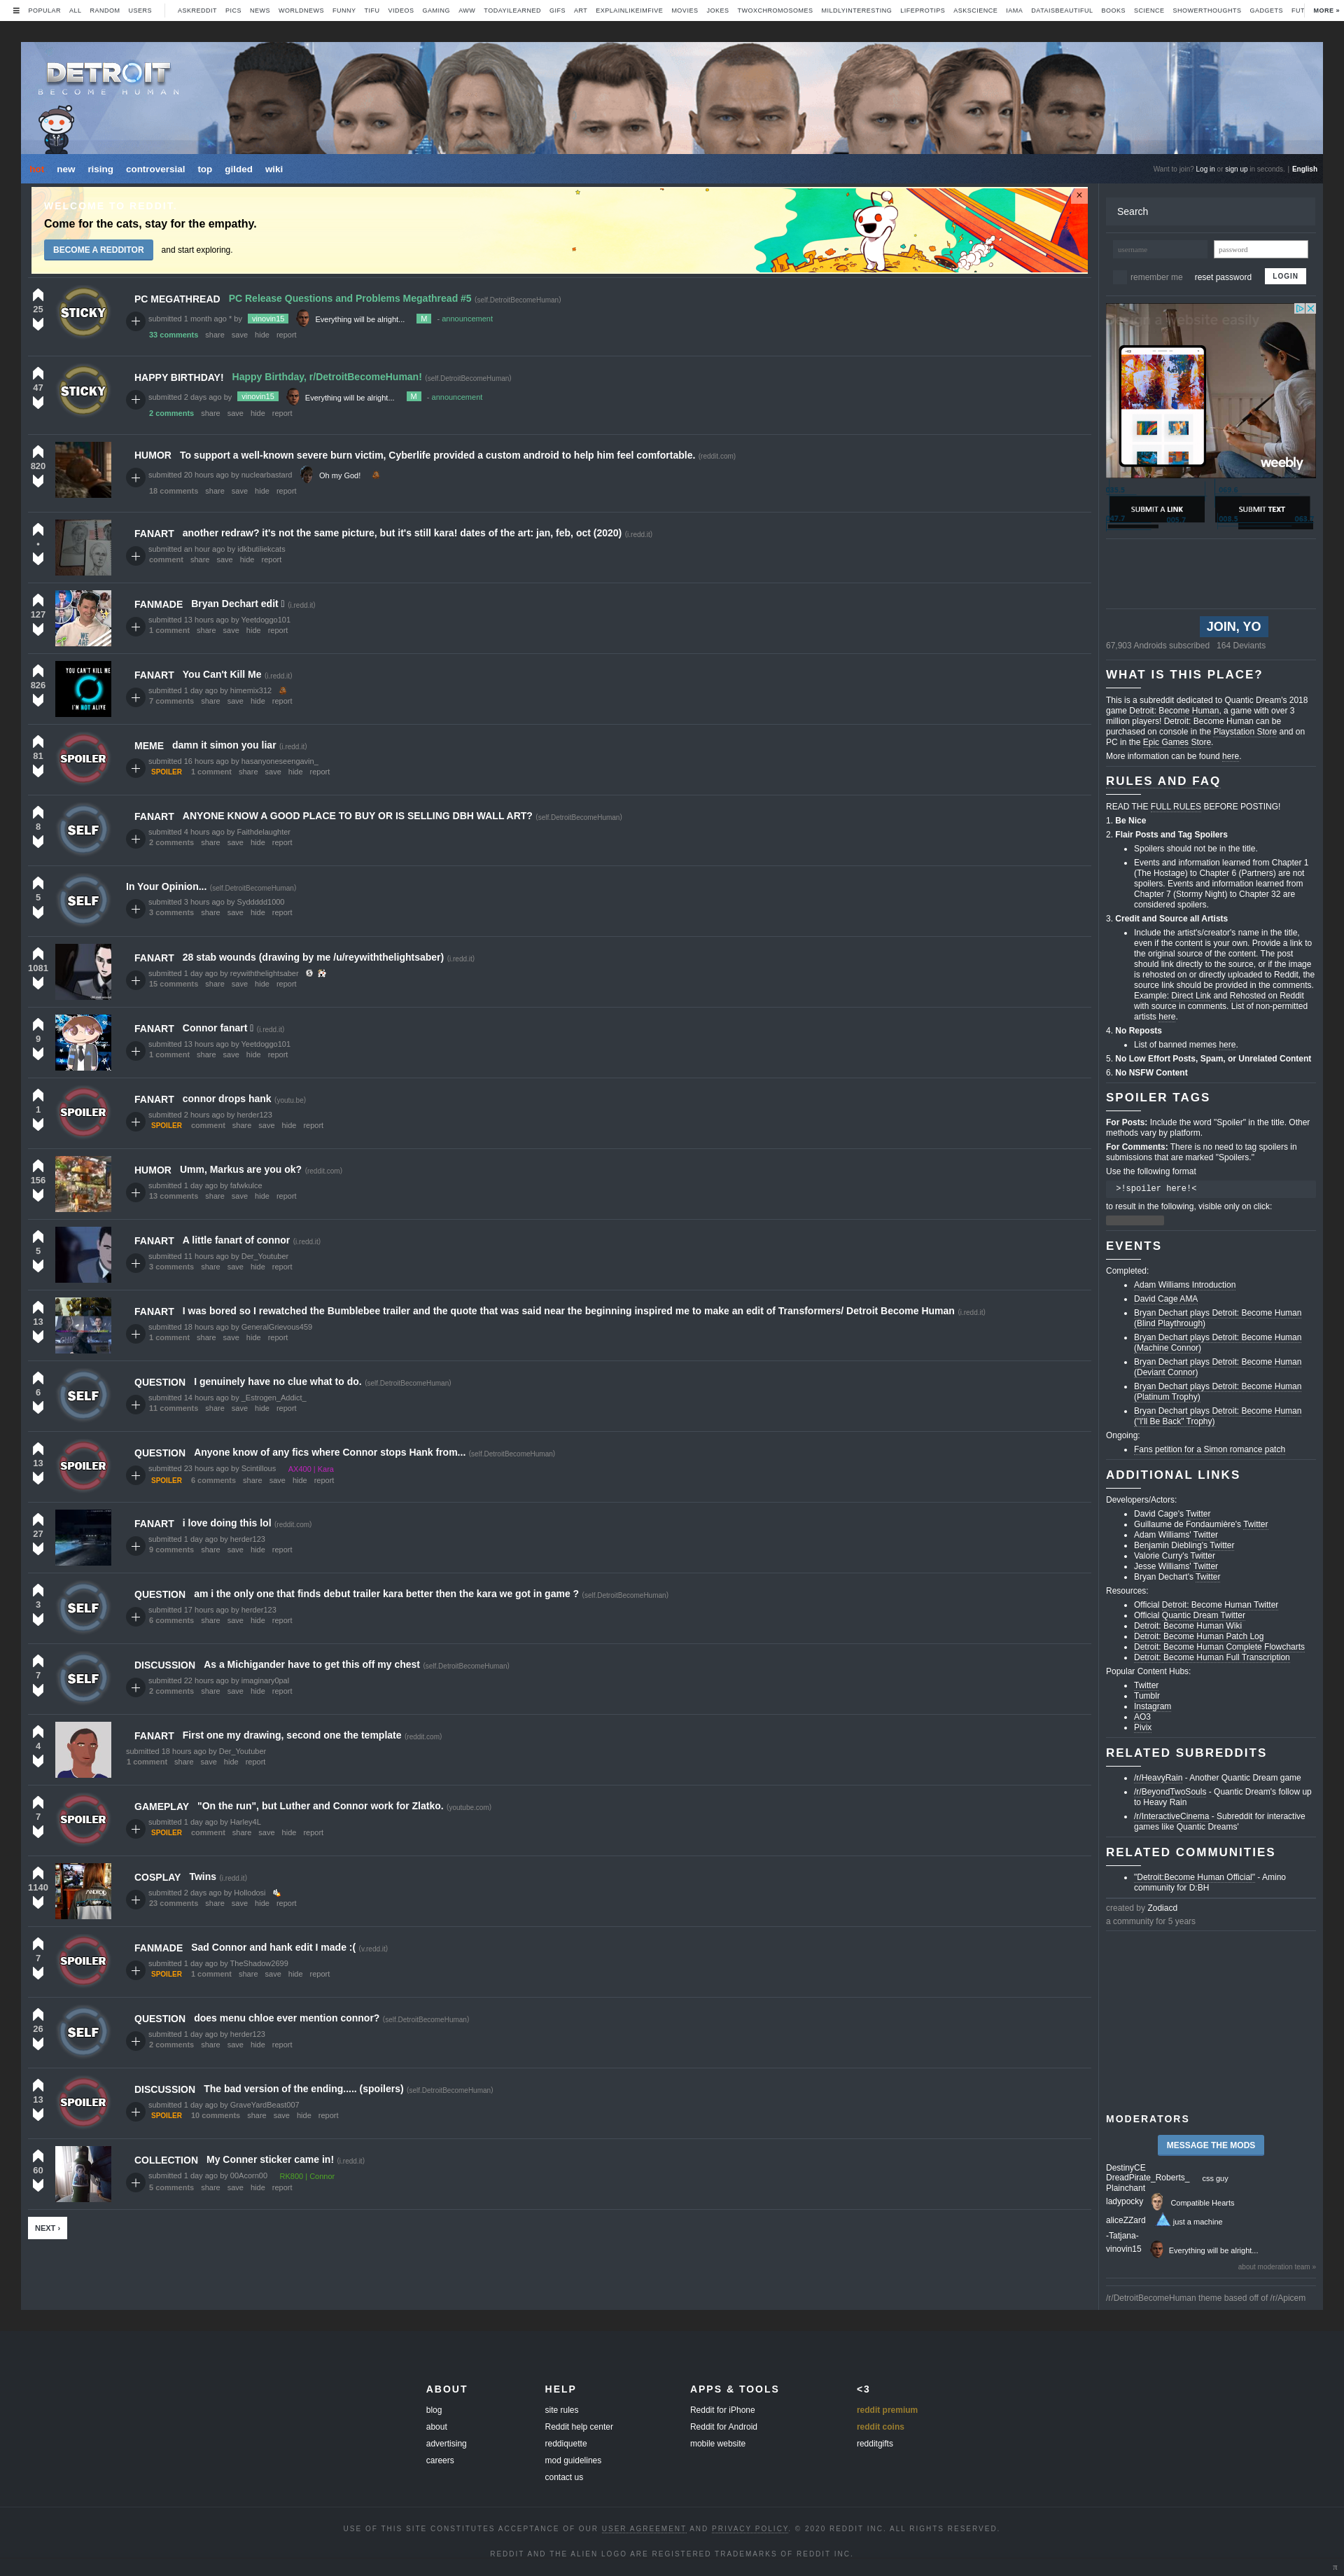 POPULAR ALL RANDOM USERS ASKREDDIT PICS NEWS WORLDNEWS FUNNY TIFU VIDEOS GAMING AWW TODAYILEARNED GIFS ART EXPLAINLIKEIMFIVE MOVIES JOKES TWOXCHROMOSOMES MILDLYINTERESTING LIFEPROTIPS ASKSCIENCE IAMA DATAISBEAUTIFUL BOOKS SCIENCE SHOWERTHOUGHTS GADGETS FUT MORE »
DETROIT
BECOME HUMAN
hot new rising controversial top gilded wiki
Want to join? Log in or sign up in seconds. | English
WELCOME TO REDDIT,
Come for the cats, stay for the empathy.
BECOME A REDDITOR and start exploring.
25
STICKY
PC MEGATHREAD PC Release Questions and Problems Megathread #5 (self.DetroitBecomeHuman)
submitted 1 month ago * by vinovin15 Everything will be alright... M - announcement
33 comments share save hide report
47
STICKY
HAPPY BIRTHDAY! Happy Birthday, r/DetroitBecomeHuman! (self.DetroitBecomeHuman)
submitted 2 days ago by vinovin15 Everything will be alright... M - announcement
2 comments share save hide report
820
HUMOR To support a well-known severe burn victim, Cyberlife provided a custom android to help him feel comfortable. (reddit.com)
submitted 20 hours ago by nuclearbastard Oh my God!
18 comments share save hide report
•
FANART another redraw? it's not the same picture, but it's still kara! dates of the art: jan, feb, oct (2020) (i.redd.it)
submitted an hour ago by idkbutiliekcats
comment share save hide report
127
WE ARE
FANMADE Bryan Dechart edit (i.redd.it)
submitted 13 hours ago by Yeetdoggo101
1 comment share save hide report
826
YOU CAN'T KILL ME
I'M NOT ALIVE
FANART You Can't Kill Me (i.redd.it)
submitted 1 day ago by himemix312
7 comments share save hide report
81
SPOILER
MEME damn it simon you liar (i.redd.it)
submitted 16 hours ago by hasanyoneseengavin_
SPOILER 1 comment share save hide report
8
SELF
FANART ANYONE KNOW A GOOD PLACE TO BUY OR IS SELLING DBH WALL ART? (self.DetroitBecomeHuman)
submitted 4 hours ago by Faithdelaughter
2 comments share save hide report
5
SELF
In Your Opinion... (self.DetroitBecomeHuman)
submitted 3 hours ago by Syddddd1000
3 comments share save hide report
1081
FANART 28 stab wounds (drawing by me /u/reywiththelightsaber) (i.redd.it)
submitted 1 day ago by reywiththelightsaber
15 comments share save hide report
9
FANART Connor fanart (i.redd.it)
submitted 13 hours ago by Yeetdoggo101
1 comment share save hide report
1
SPOILER
FANART connor drops hank (youtu.be)
submitted 2 hours ago by herder123
SPOILER comment share save hide report
156
HUMOR Umm, Markus are you ok? (reddit.com)
submitted 1 day ago by fafwkulce
13 comments share save hide report
5
FANART A little fanart of connor (i.redd.it)
submitted 11 hours ago by Der_Youtuber
3 comments share save hide report
13
FANART I was bored so I rewatched the Bumblebee trailer and the quote that was said near the beginning inspired me to make an edit of Transformers/ Detroit Become Human (i.redd.it)
submitted 18 hours ago by GeneralGrievous459
1 comment share save hide report
6
SELF
QUESTION I genuinely have no clue what to do. (self.DetroitBecomeHuman)
submitted 14 hours ago by _Estrogen_Addict_
11 comments share save hide report
13
SPOILER
QUESTION Anyone know of any fics where Connor stops Hank from... (self.DetroitBecomeHuman)
submitted 23 hours ago by Scintillous AX400 | Kara
SPOILER 6 comments share save hide report
27
FANART i love doing this lol (reddit.com)
submitted 1 day ago by herder123
9 comments share save hide report
3
SELF
QUESTION am i the only one that finds debut trailer kara better then the kara we got in game ? (self.DetroitBecomeHuman)
submitted 17 hours ago by herder123
6 comments share save hide report
7
SELF
DISCUSSION As a Michigander have to get this off my chest (self.DetroitBecomeHuman)
submitted 22 hours ago by imaginary0pal
2 comments share save hide report
4
FANART First one my drawing, second one the template (reddit.com)
submitted 18 hours ago by Der_Youtuber
1 comment share save hide report
7
SPOILER
GAMEPLAY "On the run", but Luther and Connor work for Zlatko. (youtube.com)
submitted 1 day ago by Harley4L
SPOILER comment share save hide report
1140
ANDROID
COSPLAY Twins (i.redd.it)
submitted 2 days ago by Hollodosi
23 comments share save hide report
7
SPOILER
FANMADE Sad Connor and hank edit I made :( (v.redd.it)
submitted 1 day ago by TheShadow2699
SPOILER 1 comment share save hide report
26
SELF
QUESTION does menu chloe ever mention connor? (self.DetroitBecomeHuman)
submitted 1 day ago by herder123
2 comments share save hide report
13
SPOILER
DISCUSSION The bad version of the ending..... (spoilers) (self.DetroitBecomeHuman)
submitted 1 day ago by GraveYardBeast007
SPOILER 10 comments share save hide report
60
COLLECTION My Conner sticker came in! (i.redd.it)
submitted 1 day ago by 00Acorn00 RK800 | Connor
5 comments share save hide report
NEXT ›
Search
username password
remember me reset password LOGIN
weebly
SUBMIT A LINK SUBMIT TEXT
JOIN, YO
67,903 Androids subscribed 164 Deviants
WHAT IS THIS PLACE?
This is a subreddit dedicated to Quantic Dream's 2018
game Detroit: Become Human, a game with over 3
million players! Detroit: Become Human can be
purchased on console in the Playstation Store and on
PC in the Epic Games Store.
More information can be found here.
RULES AND FAQ
READ THE FULL RULES BEFORE POSTING!
1. Be Nice
2. Flair Posts and Tag Spoilers
• Spoilers should not be in the title.
• Events and information learned from Chapter 1
(The Hostage) to Chapter 6 (Partners) are not
spoilers. Events and information learned from
Chapter 7 (Stormy Night) to Chapter 32 are
considered spoilers.
3. Credit and Source all Artists
• Include the artist's/creator's name in the title,
even if the content is your own. Provide a link to
the original source of the content. The post
should link directly to the source, or if the image
is rehosted on or directly uploaded to Reddit, the
source link should be provided in the comments.
Example: Direct Link and Rehosted on Reddit
with source in comments. List of non-permitted
artists here.
4. No Reposts
• List of banned memes here.
5. No Low Effort Posts, Spam, or Unrelated Content
6. No NSFW Content
SPOILER TAGS
For Posts: Include the word "Spoiler" in the title. Other
methods vary by platform.
For Comments: There is no need to tag spoilers in
submissions that are marked "Spoilers."
Use the following format
>!spoiler here!<
to result in the following, visible only on click:
EVENTS
Completed:
• Adam Williams Introduction
• David Cage AMA
• Bryan Dechart plays Detroit: Become Human
(Blind Playthrough)
• Bryan Dechart plays Detroit: Become Human
(Machine Connor)
• Bryan Dechart plays Detroit: Become Human
(Deviant Connor)
• Bryan Dechart plays Detroit: Become Human
(Platinum Trophy)
• Bryan Dechart plays Detroit: Become Human
("I'll Be Back" Trophy)
Ongoing:
• Fans petition for a Simon romance patch
ADDITIONAL LINKS
Developers/Actors:
• David Cage's Twitter
• Guillaume de Fondaumière's Twitter
• Adam Williams' Twitter
• Benjamin Diebling's Twitter
• Valorie Curry's Twitter
• Jesse Williams' Twitter
• Bryan Dechart's Twitter
Resources:
• Official Detroit: Become Human Twitter
• Official Quantic Dream Twitter
• Detroit: Become Human Wiki
• Detroit: Become Human Patch Log
• Detroit: Become Human Complete Flowcharts
• Detroit: Become Human Full Transcription
Popular Content Hubs:
• Twitter
• Tumblr
• Instagram
• AO3
• Pivix
RELATED SUBREDDITS
• /r/HeavyRain - Another Quantic Dream game
• /r/BeyondTwoSouls - Quantic Dream's follow up
to Heavy Rain
• /r/InteractiveCinema - Subreddit for interactive
games like Quantic Dreams'
RELATED COMMUNITIES
• "Detroit:Become Human Official" - Amino
community for D:BH
created by Zodiacd
a community for 5 years
MODERATORS
MESSAGE THE MODS
DestinyCE
DreadPirate_Roberts_ css guy
Plainchant
ladypocky Compatible Hearts
aliceZZard just a machine
-Tatjana-
vinovin15 Everything will be alright...
about moderation team »
/r/DetroitBecomeHuman theme based off of /r/Apicem
ABOUT
blog
about
advertising
careers
HELP
site rules
Reddit help center
reddiquette
mod guidelines
contact us
APPS & TOOLS
Reddit for iPhone
Reddit for Android
mobile website
<3
reddit premium
reddit coins
redditgifts
USE OF THIS SITE CONSTITUTES ACCEPTANCE OF OUR USER AGREEMENT AND PRIVACY POLICY. © 2020 REDDIT INC. ALL RIGHTS RESERVED.
REDDIT AND THE ALIEN LOGO ARE REGISTERED TRADEMARKS OF REDDIT INC.
π